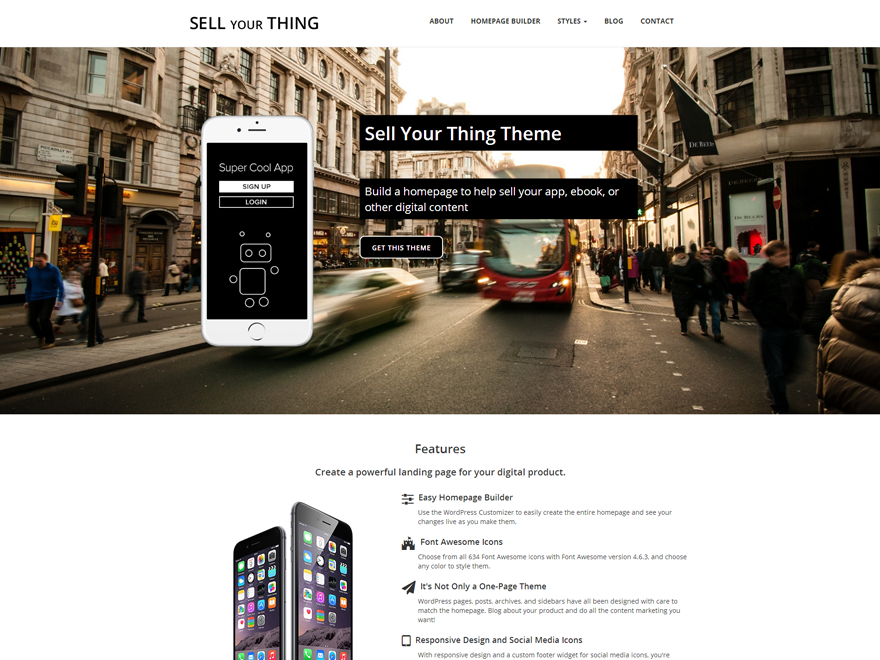 SELL YOUR THING
ABOUT HOMEPAGE BUILDER STYLES BLOG CONTACT
PICCADILLY
DE BEERS
Super Cool App
SIGN UP
LOGIN
Sell Your Thing Theme
Build a homepage to help sell your app, ebook, or
other digital content
GET THIS THEME
Features
Create a powerful landing page for your digital product.
Easy Homepage Builder
Use the WordPress Customizer to easily create the entire homepage and see your
changes live as you make them.
Font Awesome Icons
Choose from all 634 Font Awesome Icons with Font Awesome version 4.6.3. and choose
any color to style them.
It's Not Only a One-Page Theme
WordPress pages, posts, archives, and sidebars have all been designed with care to
match the homepage. Blog about your product and do all the content marketing you
want!
Responsive Design and Social Media Icons
With responsive design and a custom footer widget for social media icons, you're